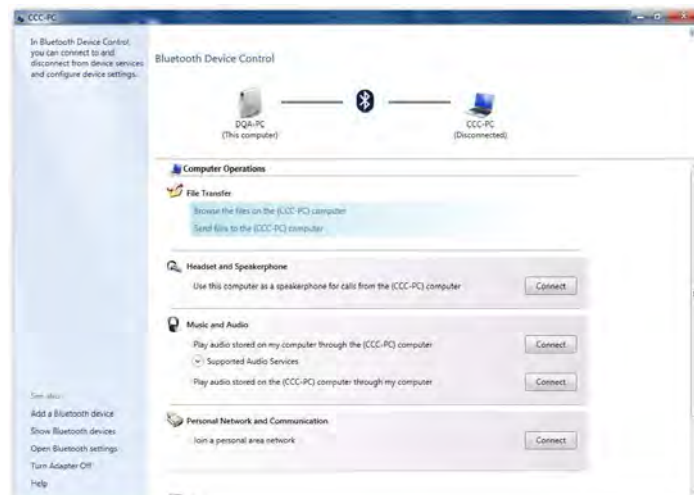 CCC-PC
In Bluetooth Device Control,
you can connect to and
disconnect from device services
and configure device settings.
Bluetooth Device Control
DQA-PC
(This computer)
CCC-PC
(Disconnected)
Computer Operations
File Transfer
Browse the files on the (CCC-PC) computer
Send files to the (CCC-PC) computer
Headset and Speakerphone
Use this computer as a speakerphone for calls from the (CCC-PC) computer
Connect
Music and Audio
Play audio stored on my computer through the (CCC-PC) computer
Connect
Supported Audio Services
Play audio stored on the (CCC-PC) computer through my computer
Connect
Personal Network and Communication
Join a personal area network
Connect
See also
Add a Bluetooth device
Show Bluetooth devices
Open Bluetooth settings
Turn Adapter Off
Help